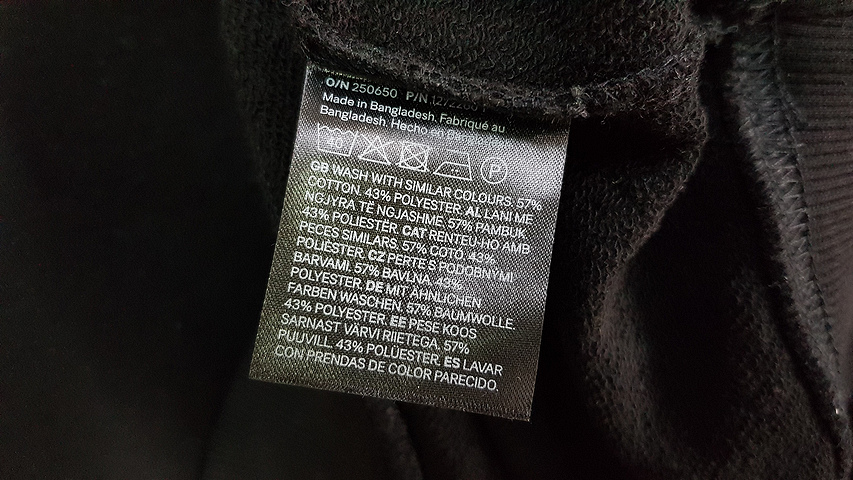 O/N 250650 P/N
Made in Bangladesh. Fabriqué au
Bangladesh. Hecho
40 P
GB WASH WITH SIMILAR COLOURS. 57%
COTTON. 43% POLYESTER. AL LANI ME
NGJYRA TË NGJASHME. 57% PAMBUK.
43% POLIESTËR. CAT RENTEU-HO AMB
PECES SIMILARS. 57% COTÓ. 43%
POLIÈSTER. CZ PERTE S PODOBNÝMI
BARVAMI. 57% BAVLNA. 43%
POLYESTER. DE MIT ÄHNLICHEN
FARBEN WASCHEN. 57% BAUMWOLLE.
43% POLYESTER. EE PESE KOOS
SARNAST VÄRVI RIIETEGA. 57%
PUUVILL. 43% POLÜESTER. ES LAVAR
CON PRENDAS DE COLOR PARECIDO.